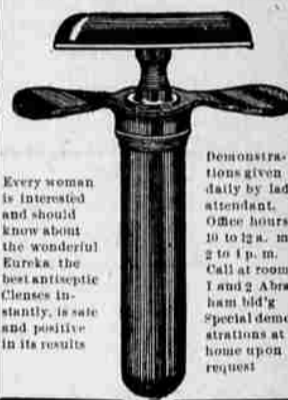 Every woman
is interested
and should
know about
the wonderful
Eureka the
best antiseptic
Clenses in-
stantly, is sate
and positive
in its results
Demonstra-
tions given
daily by lad
attendant.
Office hours
10 to 12 a. m
2 to 1 p. m.
Call at room
1 and 2 Abra
ham bld'g
Special demo
strations at
home upon
request